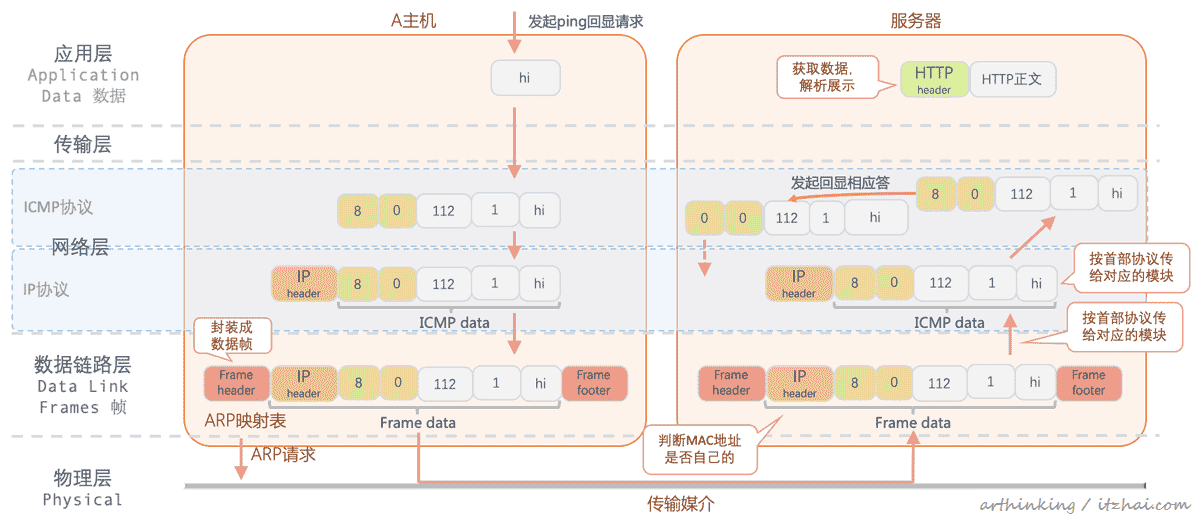 A主机
发起ping回显请求
服务器
应用层
Application
Data 数据
hi
获取数据,
解析展示
HTTP
header
HTTP正文
传输层
ICMP协议
8 0 112 1 hi
发起回显相应答
0 0 112 1 hi
8 0 112 1 hi
网络层
IP协议
IP
header
8 0 112 1 hi
ICMP data
IP
header
8 0 112 1 hi
ICMP data
按首部协议传
给对应的模块
按首部协议传
给对应的模块
封装成
数据帧
数据链路层
Data Link
Frames 帧
Frame
header
IP
header
8 0 112 1 hi
Frame
footer
Frame data
ARP映射表
Frame
header
IP
header
8 0 112 1 hi
Frame
footer
Frame data
判断MAC地址
是否自己的
ARP请求
物理层
Physical
传输媒介
arthinking / itzhai.com